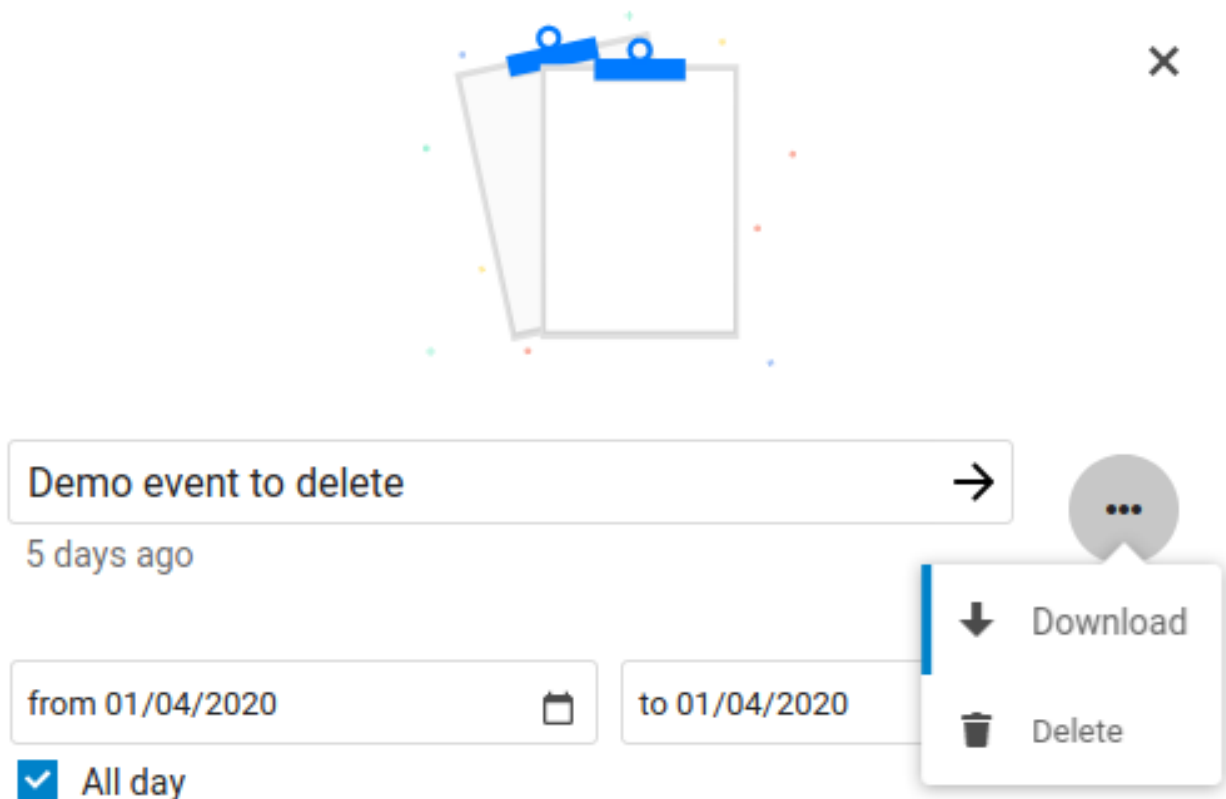 Demo event to delete
5 days ago
Download
from 01/04/2020
to 01/04/2020
Delete
All day